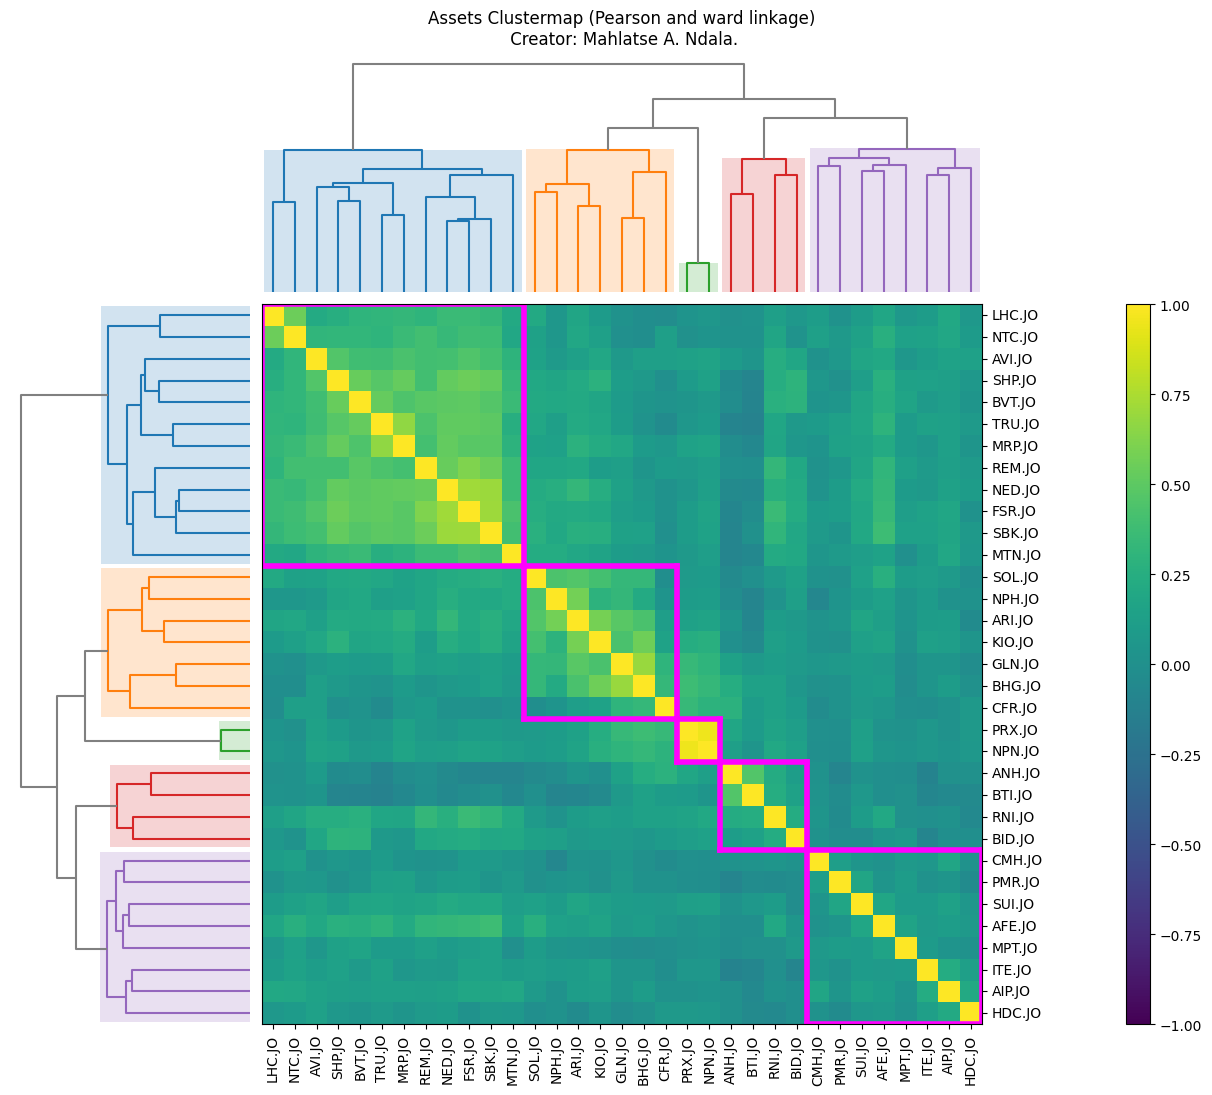 Assets Clustermap (Pearson and ward linkage)
Creator: Mahlatse A. Ndala.
LHC.JO
NTC.JO
AVI.JO
SHP.JO
BVT.JO
TRU.JO
MRP.JO
REM.JO
NED.JO
FSR.JO
SBK.JO
MTN.JO
SOL.JO
NPH.JO
ARI.JO
KIO.JO
GLN.JO
BHG.JO
CFR.JO
PRX.JO
NPN.JO
ANH.JO
BTI.JO
RNI.JO
BID.JO
CMH.JO
PMR.JO
SUI.JO
AFE.JO
MPT.JO
ITE.JO
AIP.JO
HDC.JO
1.00
0.75
0.50
0.25
0.00
−0.25
−0.50
−0.75
−1.00
LHC.JO
NTC.JO
AVI.JO
SHP.JO
BVT.JO
TRU.JO
MRP.JO
REM.JO
NED.JO
FSR.JO
SBK.JO
MTN.JO
SOL.JO
NPH.JO
ARI.JO
KIO.JO
GLN.JO
BHG.JO
CFR.JO
PRX.JO
NPN.JO
ANH.JO
BTI.JO
RNI.JO
BID.JO
CMH.JO
PMR.JO
SUI.JO
AFE.JO
MPT.JO
ITE.JO
AIP.JO
HDC.JO